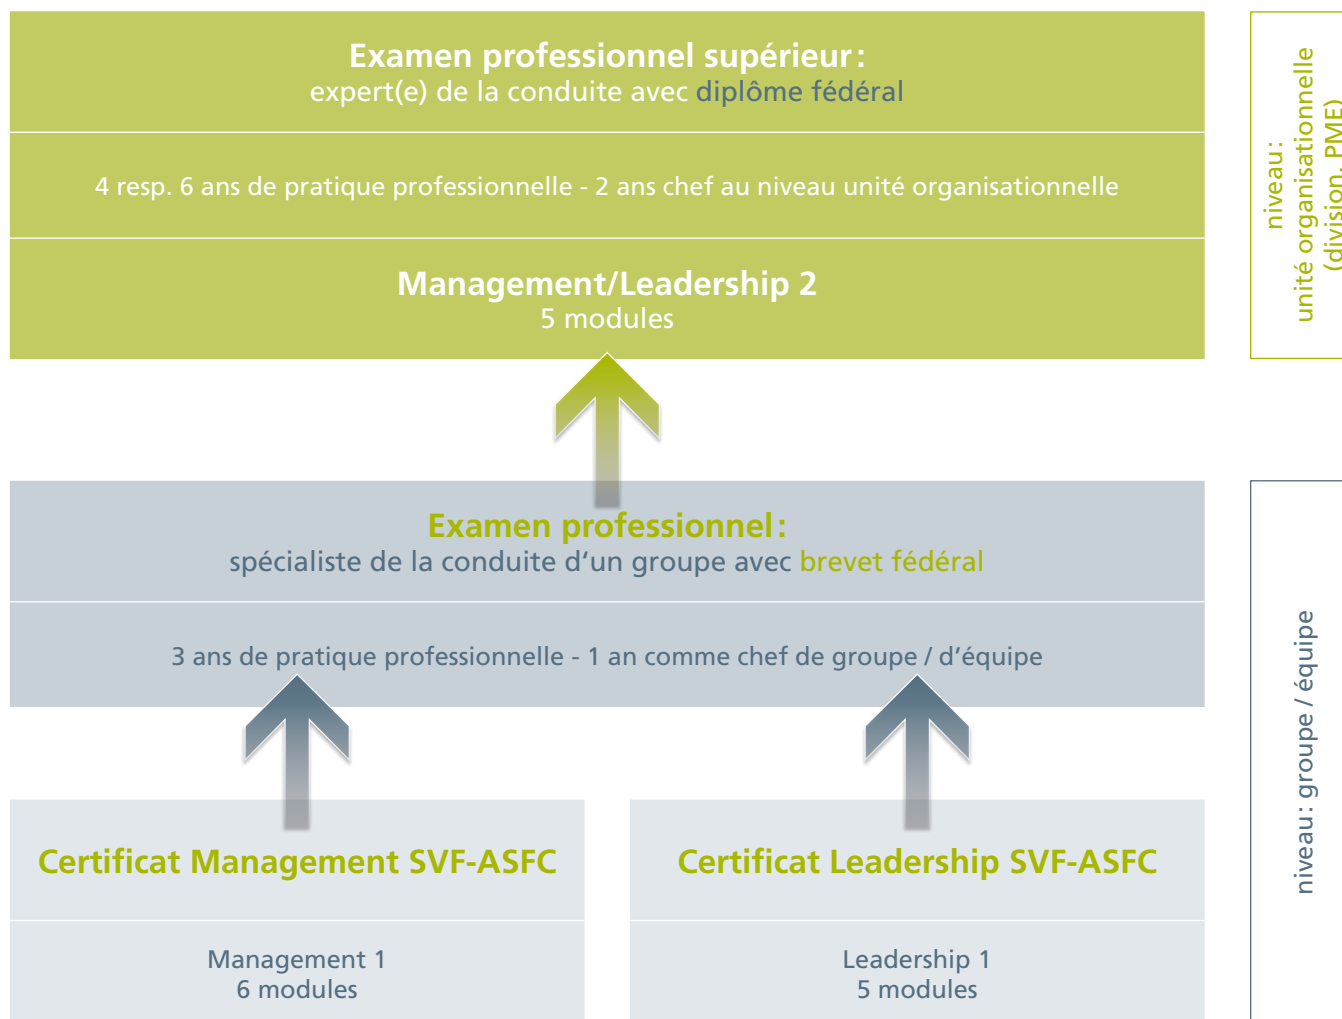 Examen professionnel supérieur:
expert(e) de la conduite avec diplôme fédéral
4 resp. 6 ans de pratique professionnelle - 2 ans chef au niveau unité organisationnelle
Management/Leadership 2
5 modules
niveau:
unité organisationnelle
(division, PME)
Examen professionnel:
spécialiste de la conduite d'un groupe avec brevet fédéral
3 ans de pratique professionnelle - 1 an comme chef de groupe / d'équipe
niveau: groupe / équipe
Certificat Management SVF-ASFC
Management 1
6 modules
Certificat Leadership SVF-ASFC
Leadership 1
5 modules